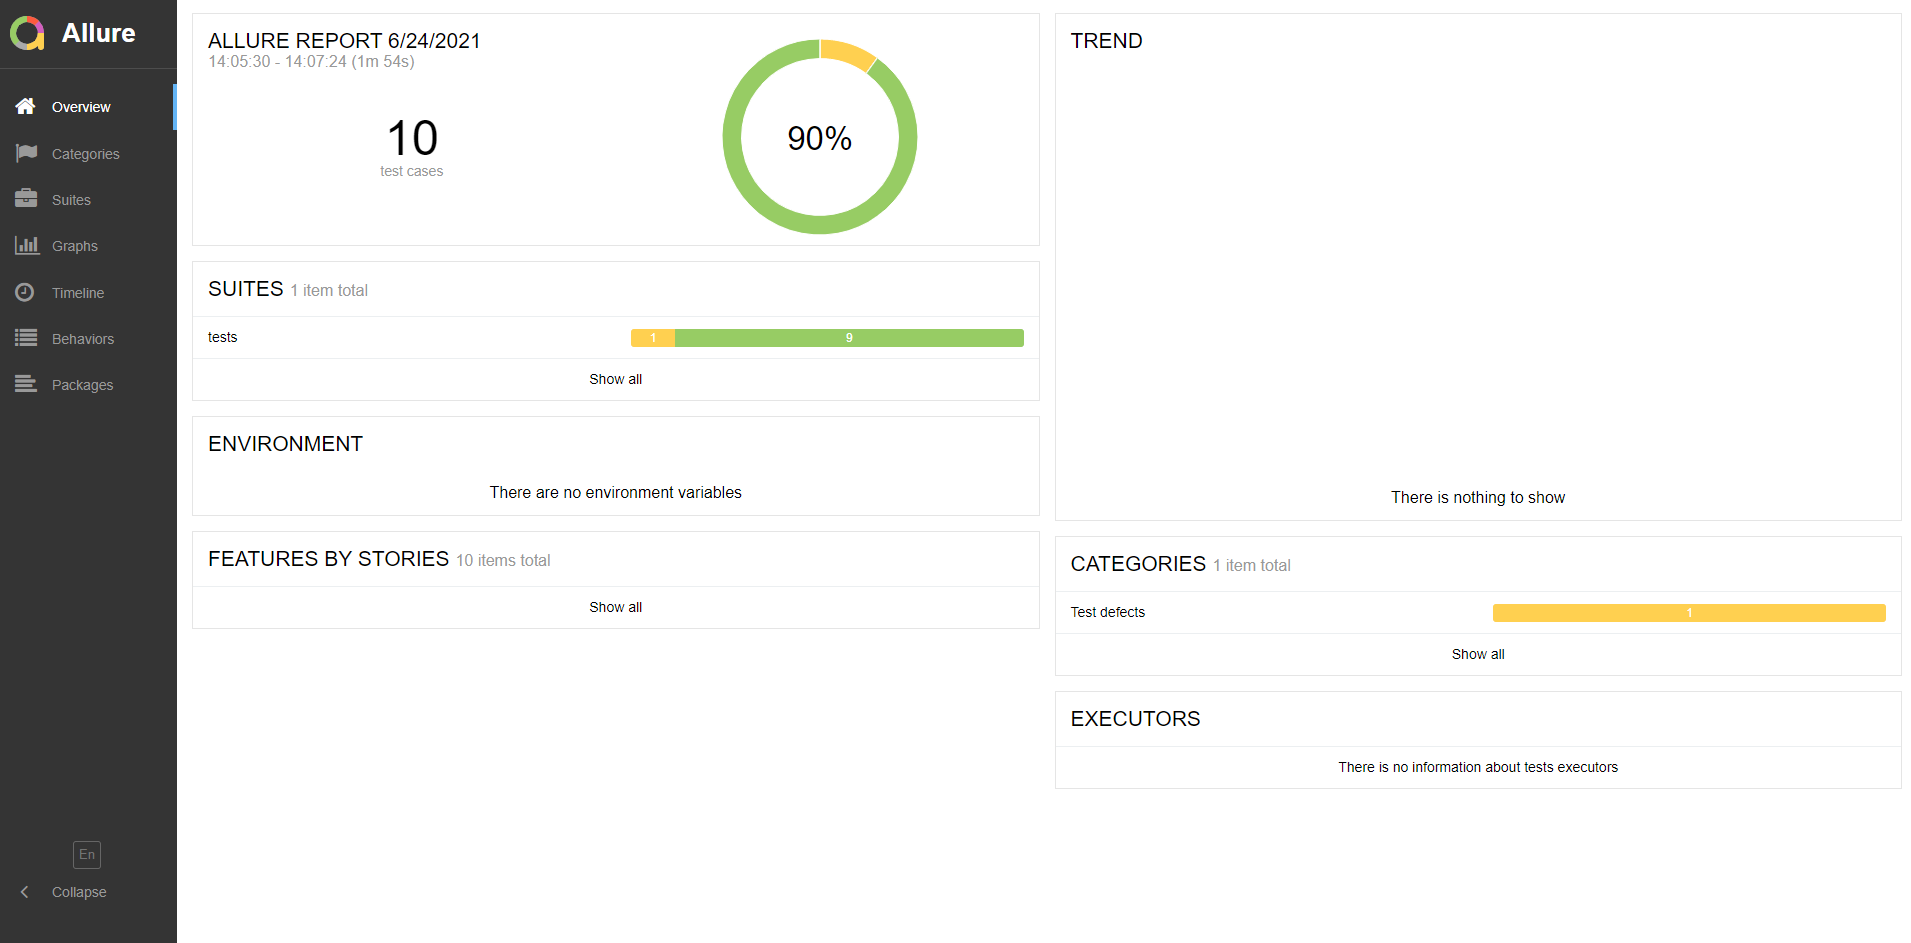 Allure
Overview
Categories
Suites
Graphs
Timeline
Behaviors
Packages
En
Collapse
ALLURE REPORT 6/24/2021
14:05:30 - 14:07:24 (1m 54s)
10
test cases
90%
SUITES 1 item total
tests 1 9
Show all
ENVIRONMENT
There are no environment variables
FEATURES BY STORIES 10 items total
Show all
TREND
There is nothing to show
CATEGORIES 1 item total
Test defects 1
Show all
EXECUTORS
There is no information about tests executors